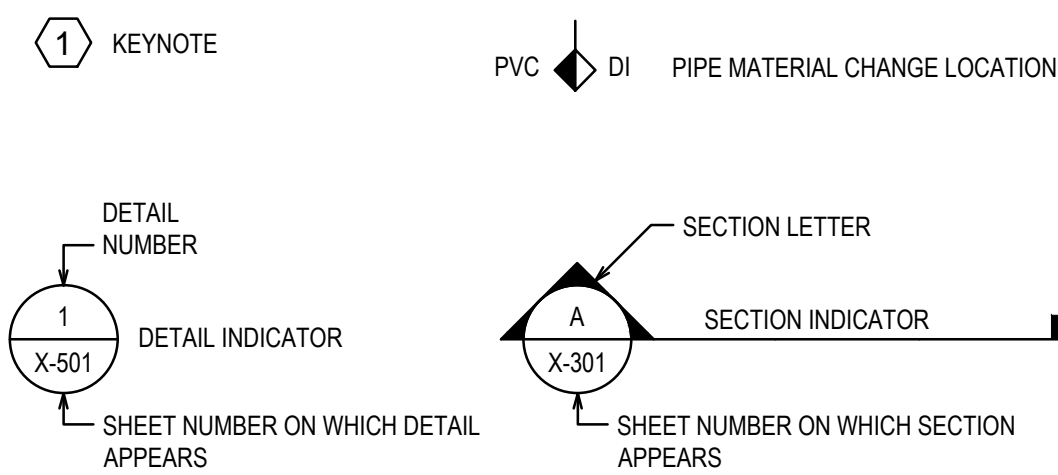 1 KEYNOTE
PVC DI PIPE MATERIAL CHANGE LOCATION
DETAIL
NUMBER
1
X-501
DETAIL INDICATOR
SHEET NUMBER ON WHICH DETAIL
APPEARS
SECTION LETTER
A
X-301
SECTION INDICATOR
SHEET NUMBER ON WHICH SECTION
APPEARS